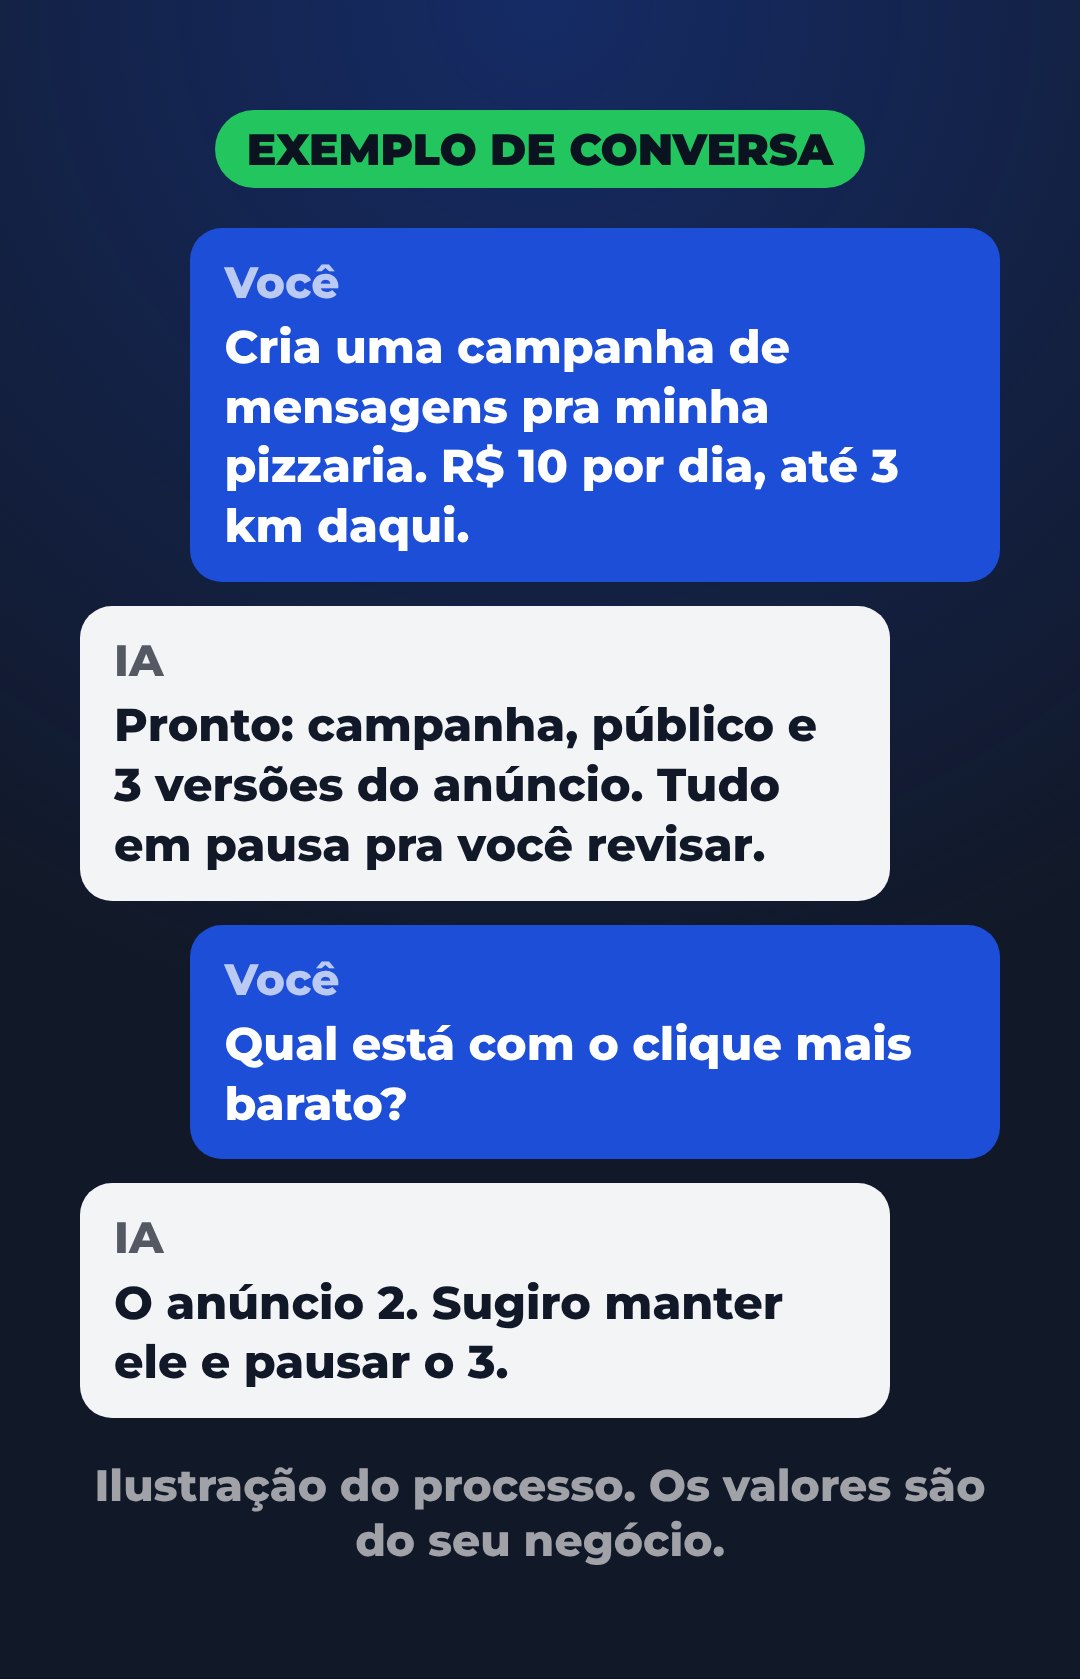 EXEMPLO DE CONVERSA
Você
Cria uma campanha de
mensagens pra minha
pizzaria. R$ 10 por dia, até 3
km daqui.
IA
Pronto: campanha, público e
3 versões do anúncio. Tudo
em pausa pra você revisar.
Você
Qual está com o clique mais
barato?
IA
O anúncio 2. Sugiro manter
ele e pausar o 3.
Ilustração do processo. Os valores são
do seu negócio.